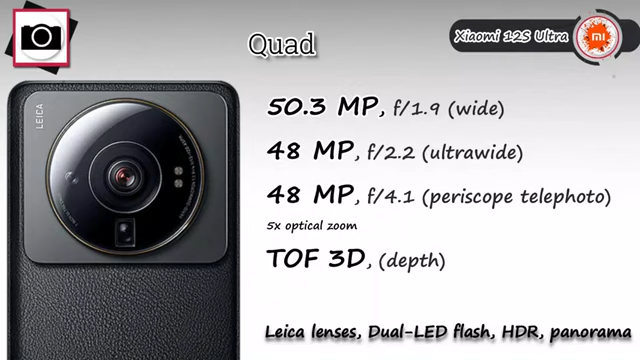 Quad
Xiaomi 12S Ultra
MI
LEICA
50.3 MP, f/1.9 (wide)
48 MP, f/2.2 (ultrawide)
48 MP, f/4.1 (periscope telephoto)
5x optical zoom
TOF 3D, (depth)
Leica lenses, Dual-LED flash, HDR, panorama